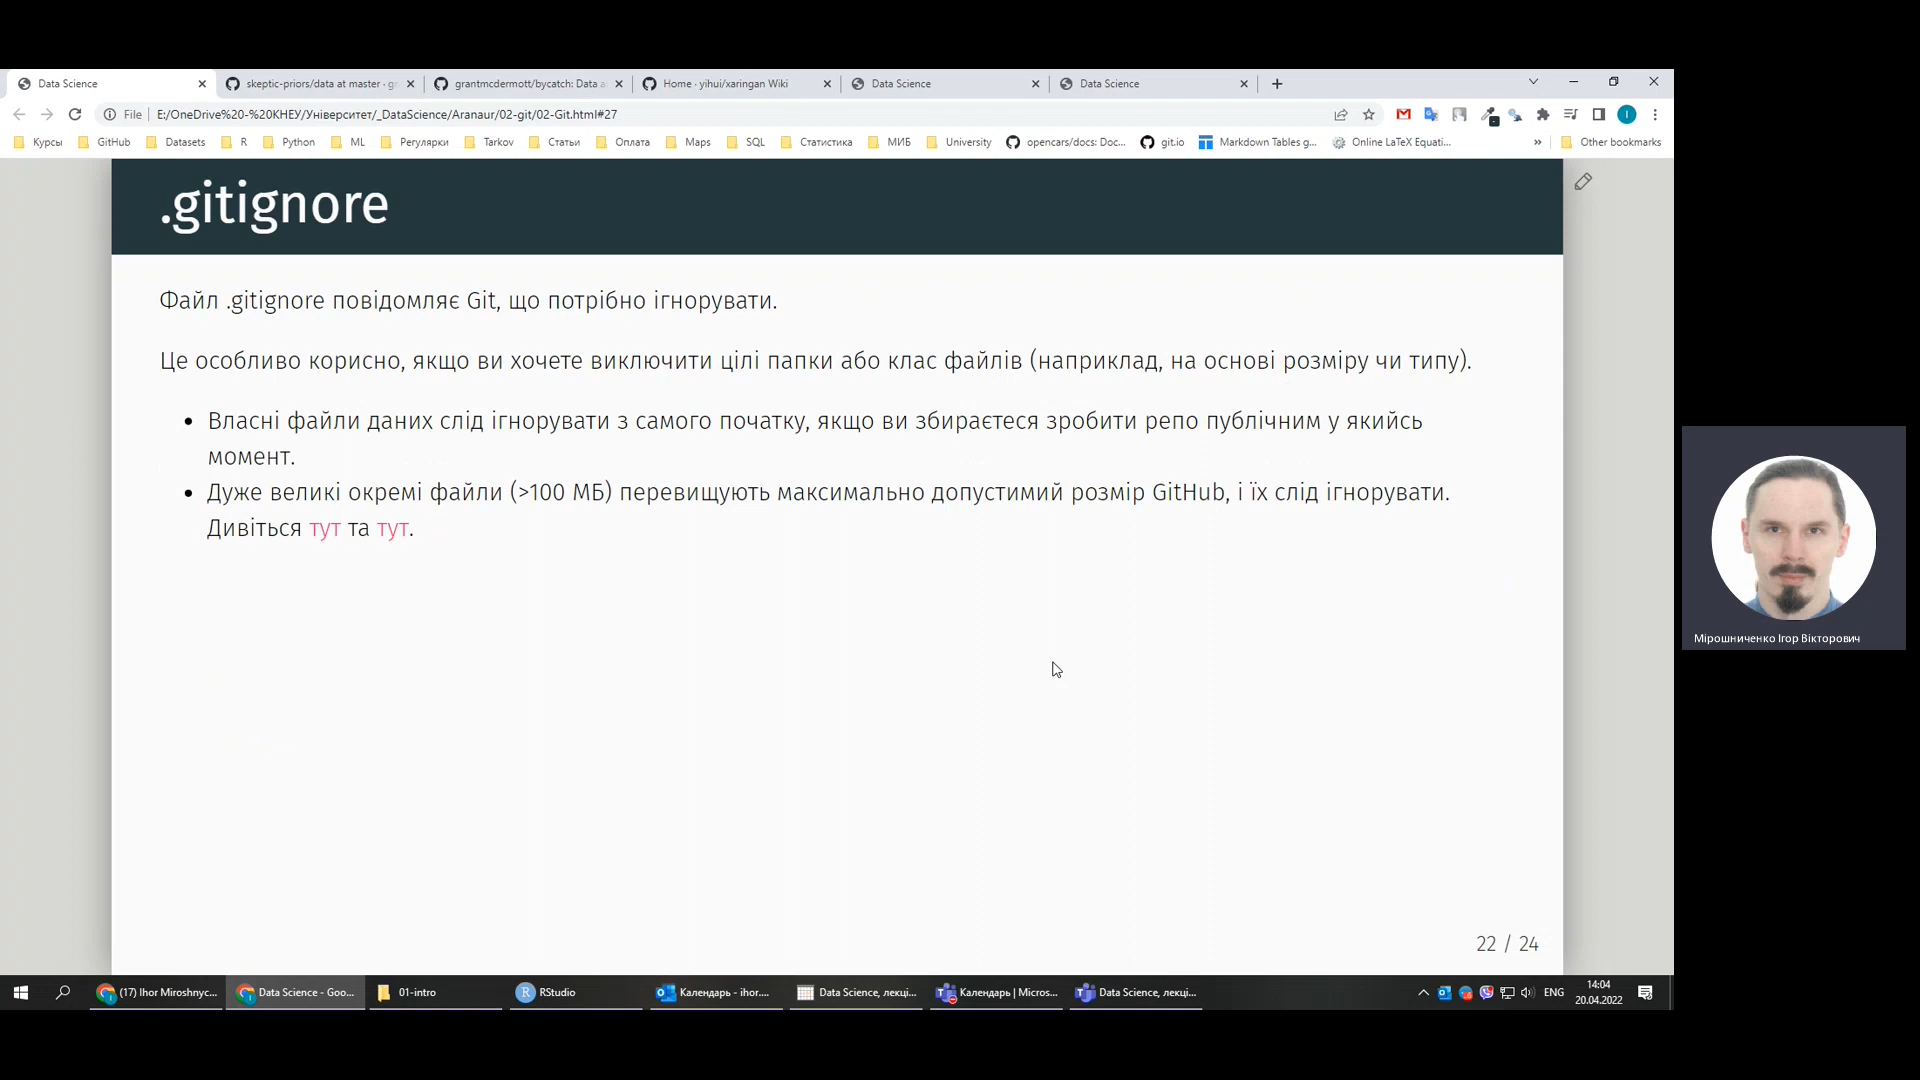 Data Science
skeptic-priors/data at master · g
grantmcdermott/bycatch: Data a
Home · yihui/xaringan Wiki
Data Science
Data Science
File
E:/OneDrive%20-%20КНЕУ/Університет/_DataScience/Aranaur/02-git/02-Git.html#27
Курсы
GitHub
Datasets
R
Python
ML
Регулярки
Tarkov
Статьи
Оплата
Maps
SQL
Статистика
МИБ
University
opencars/docs: Doc...
git.io
Markdown Tables g...
Online LaTeX Equati...
»
Other bookmarks
.gitignore
Файл .gitignore повідомляє Git, що потрібно ігнорувати.
Це особливо корисно, якщо ви хочете виключити цілі папки або клас файлів (наприклад, на основі розміру чи типу).
• Власні файли даних слід ігнорувати з самого початку, якщо ви збираєтеся зробити репо публічним у якийсь
момент.
• Дуже великі окремі файли (>100 МБ) перевищують максимально допустимий розмір GitHub, і їх слід ігнорувати.
Дивіться тут та тут.
22 / 24
Мірошниченко Ігор Вікторович
(17) Ihor Miroshnyc...
Data Science - Goo...
01-intro
RStudio
Календарь - ihor....
Data Science, лекці...
Календарь | Micros...
Data Science, лекці...
ENG
14:04
20.04.2022